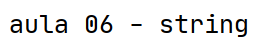 aula 06 - string